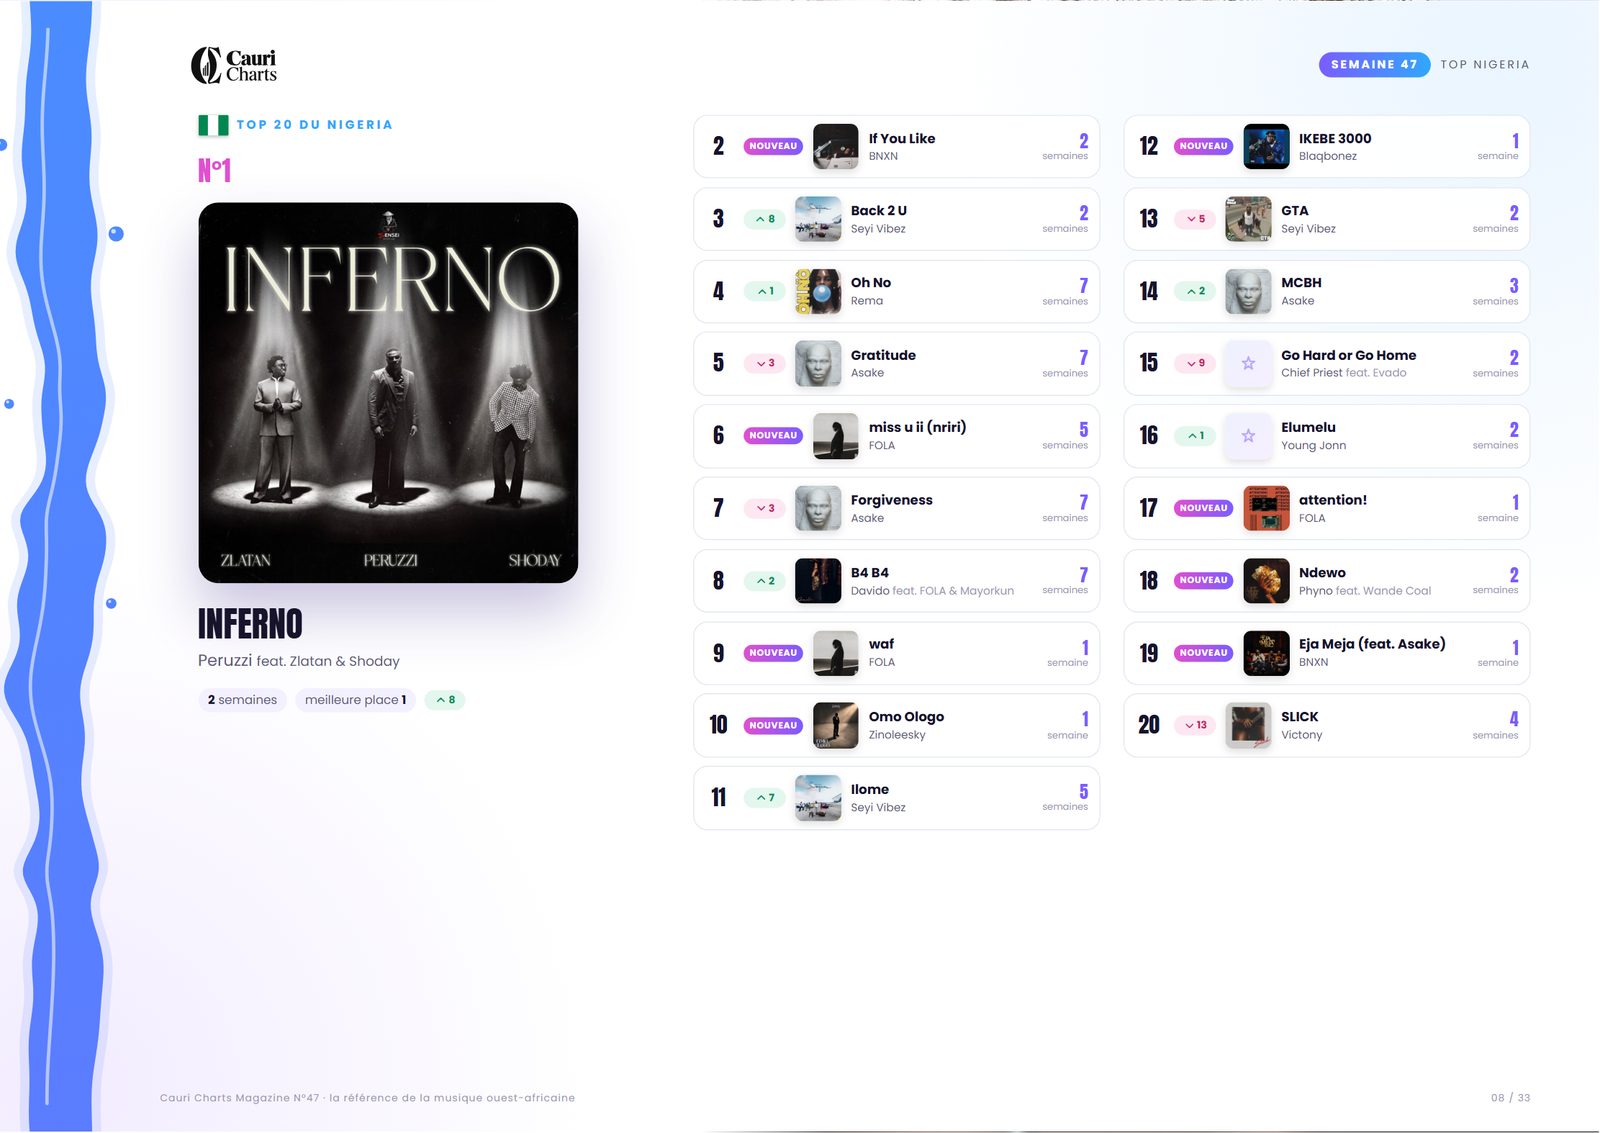 Cauri
Charts
SEMAINE 47 TOP NIGERIA
TOP 20 DU NIGERIA
N°1
SENSEI
INFERNO
ZLATAN PERUZZI SHODAY
INFERNO
Peruzzi feat. Zlatan & Shoday
2 semaines meilleure place 1 8
2 NOUVEAU If You Like 2
BNXN semaines
3 8 Back 2 U 2
Seyi Vibez semaines
4 1 Oh No 7
Rema semaines
OH NO
5 3 Gratitude 7
Asake semaines
6 NOUVEAU miss u ii (nriri) 5
FOLA semaines
7 3 Forgiveness 7
Asake semaines
8 2 B4 B4 7
Davido feat. FOLA & Mayorkun semaines
9 NOUVEAU waf 1
FOLA semaine
10 NOUVEAU Omo Ologo 1
Zinoleesky semaine
11 7 Ilome 5
Seyi Vibez semaines
12 NOUVEAU IKEBE 3000 1
Blaqbonez semaine
13 5 GTA 2
Seyi Vibez semaines
14 2 MCBH 3
Asake semaines
15 9 Go Hard or Go Home 2
Chief Priest feat. Evado semaines
16 1 Elumelu 2
Young Jonn semaines
17 NOUVEAU attention! 1
FOLA semaine
18 NOUVEAU Ndewo 2
Phyno feat. Wande Coal semaines
19 NOUVEAU Eja Meja (feat. Asake) 1
BNXN semaine
20 13 SLICK 4
Victony semaines
Cauri Charts Magazine N°47 · la référence de la musique ouest-africaine
08 / 33